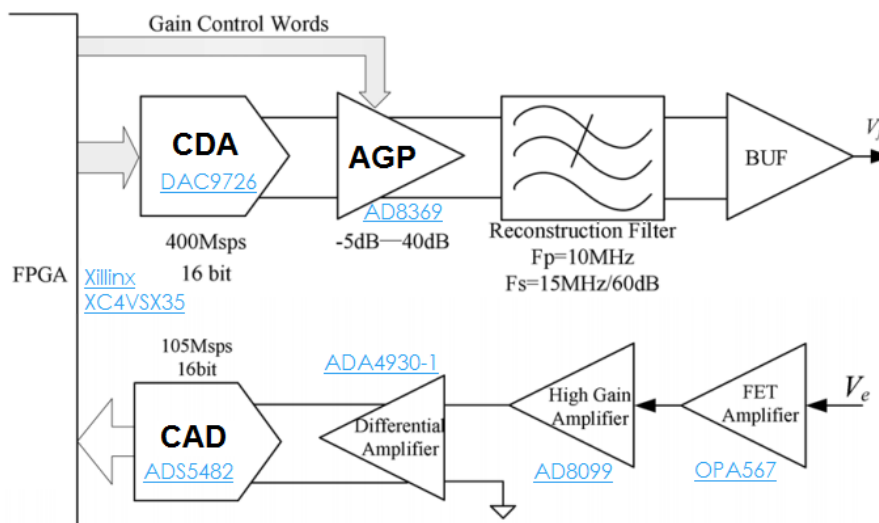 Gain Control Words
CDA
DAC9726
400Msps
16 bit
AGP
AD8369
-5dB—40dB
Reconstruction Filter
Fp=10MHz
Fs=15MHz/60dB
BUF
FPGA
Xillinx
XC4VSX35
105Msps
16bit
CAD
ADS5482
ADA4930-1
Differential
Amplifier
High Gain
Amplifier
AD8099
FET
Amplifier
OPA567
Ve